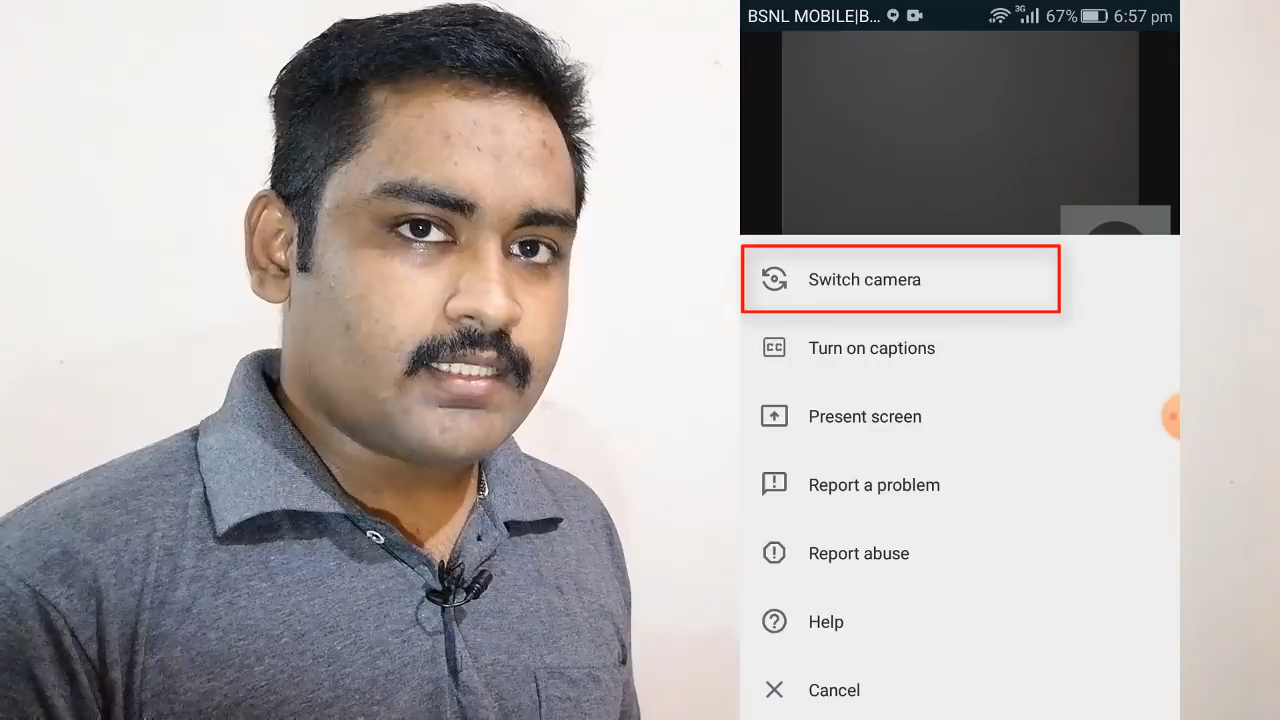 BSNL MOBILE|B... 3G 67% 6:57 pm
Switch camera
CC Turn on captions
Present screen
Report a problem
Report abuse
Help
Cancel